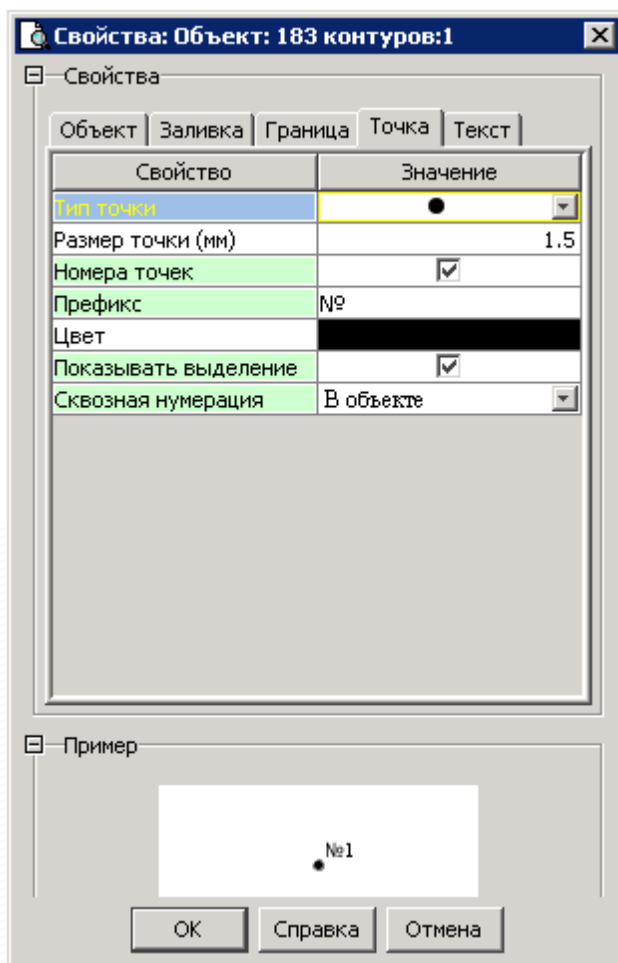 Свойства: Объект: 183 контуров:1
Свойства
Объект Заливка Граница Точка Текст
Свойство Значение
Тип точки
Размер точки (мм) 1.5
Номера точек
Префикс №
Цвет
Показывать выделение
Сквозная нумерация В объекте
Пример
№1
OK Справка Отмена